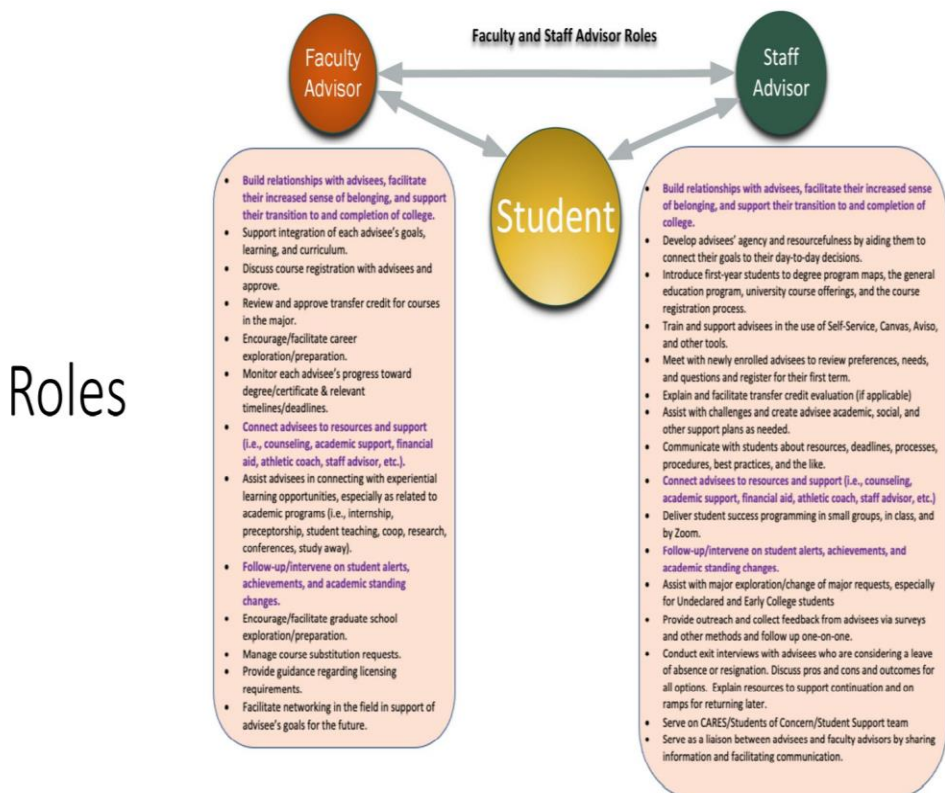 Faculty and Staff Advisor Roles
Faculty
Advisor
Staff
Advisor
Student
Roles
• Build relationships with advisees, facilitate
their increased sense of belonging, and support
their transition to and completion of college.
• Support integration of each advisee's goals,
learning, and curriculum.
• Discuss course registration with advisees and
approve.
• Review and approve transfer credit for courses
in the major.
• Encourage/facilitate career
exploration/preparation.
• Monitor each advisee's progress toward
degree/certificate & relevant
timelines/deadlines.
• Connect advisees to resources and support
(i.e., counseling, academic support, financial
aid, athletic coach, staff advisor, etc.).
• Assist advisees in connecting with experiential
learning opportunities, especially as related to
academic programs (i.e., internship,
preceptorship, student teaching, coop, research,
conferences, study away).
• Follow-up/intervene on student alerts,
achievements, and academic standing
changes.
• Encourage/facilitate graduate school
exploration/preparation.
• Manage course substitution requests.
• Provide guidance regarding licensing
requirements.
• Facilitate networking in the field in support of
advisee's goals for the future.
• Build relationships with advisees, facilitate their increased sense
of belonging, and support their transition to and completion of
college.
• Develop advisees' agency and resourcefulness by aiding them to
connect their goals to their day-to-day decisions.
• Introduce first-year students to degree program maps, the general
education program, university course offerings, and the course
registration process.
• Train and support advisees in the use of Self-Service, Canvas, Aviso,
and other tools.
• Meet with newly enrolled advisees to review preferences, needs,
and questions and register for their first term.
• Explain and facilitate transfer credit evaluation (if applicable)
• Assist with challenges and create advisee academic, social, and
other support plans as needed.
• Communicate with students about resources, deadlines, processes,
procedures, best practices, and the like.
• Connect advisees to resources and support (i.e., counseling,
academic support, financial aid, athletic coach, staff advisor, etc.)
• Deliver student success programming in small groups, in class, and
by Zoom.
• Follow-up/intervene on student alerts, achievements, and
academic standing changes.
• Assist with major exploration/change of major requests, especially
for Undeclared and Early College students
• Provide outreach and collect feedback from advisees via surveys
and other methods and follow up one-on-one.
• Conduct exit interviews with advisees who are considering a leave
of absence or resignation. Discuss pros and cons and outcomes for
all options. Explain resources to support continuation and on
ramps for returning later.
• Serve on CARES/Students of Concern/Student Support team
• Serve as a liaison between advisees and faculty advisors by sharing
information and facilitating communication.